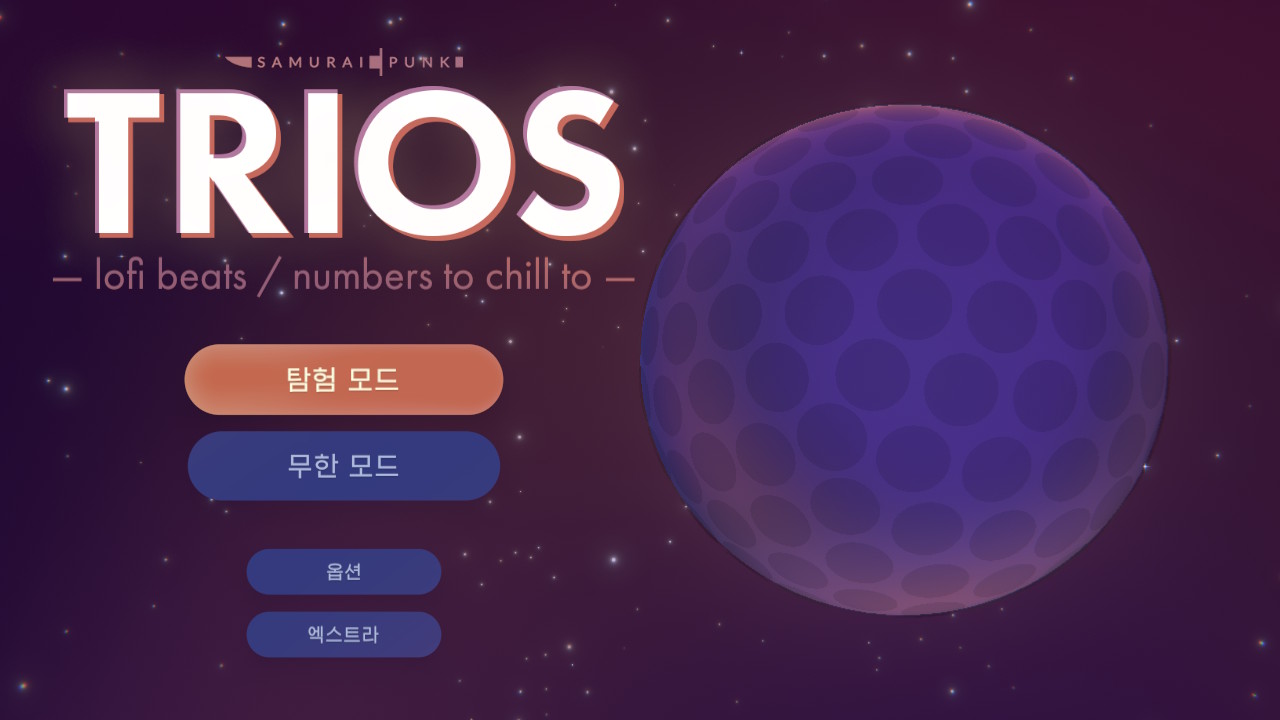 SAMURAI PUNK
TRIOS
— lofi beats / numbers to chill to —
탐험 모드
무한 모드
옵션
엑스트라